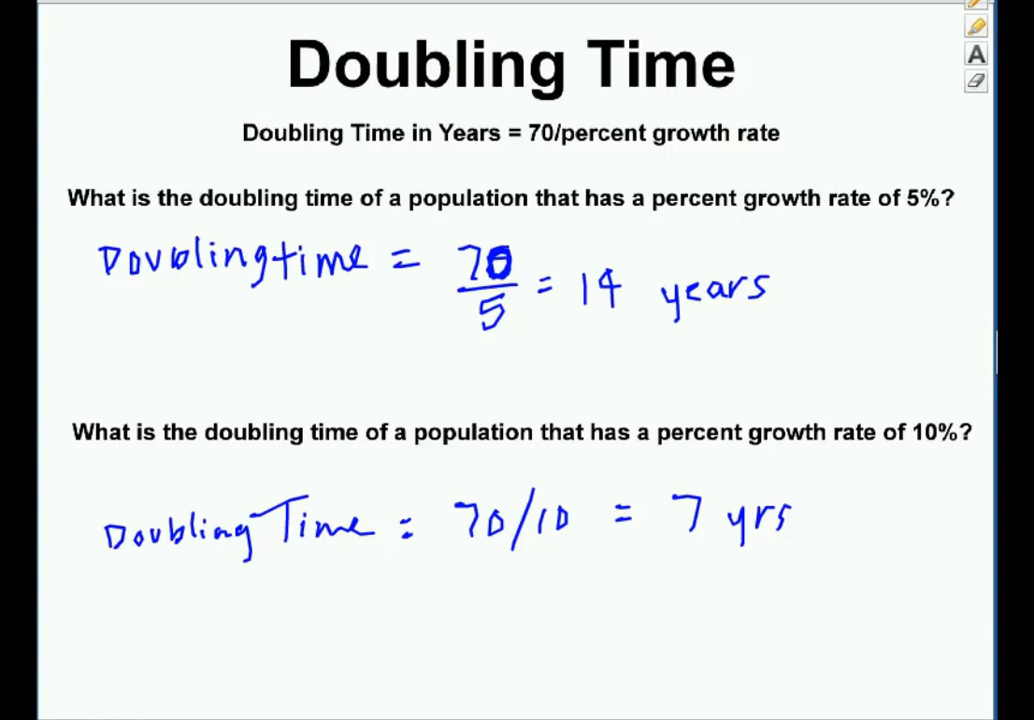 Doubling Time
Doubling Time in Years = 70/percent growth rate
What is the doubling time of a population that has a percent growth rate of 5%?
Doubling time = 70/5 = 14 years
What is the doubling time of a population that has a percent growth rate of 10%?
Doubling Time = 70/10 = 7 yrs
A